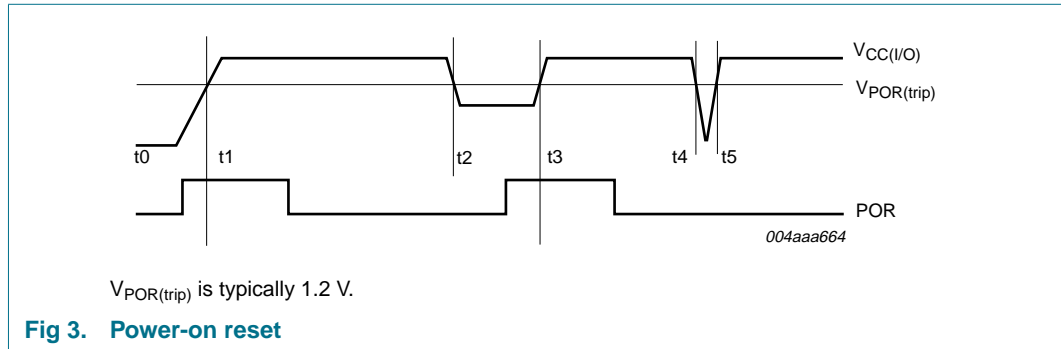 VCC(I/O)
VPOR(trip)
t0 t1 t2 t3 t4 t5
POR
004aaa664
VPOR(trip) is typically 1.2 V.
Fig 3. Power-on reset